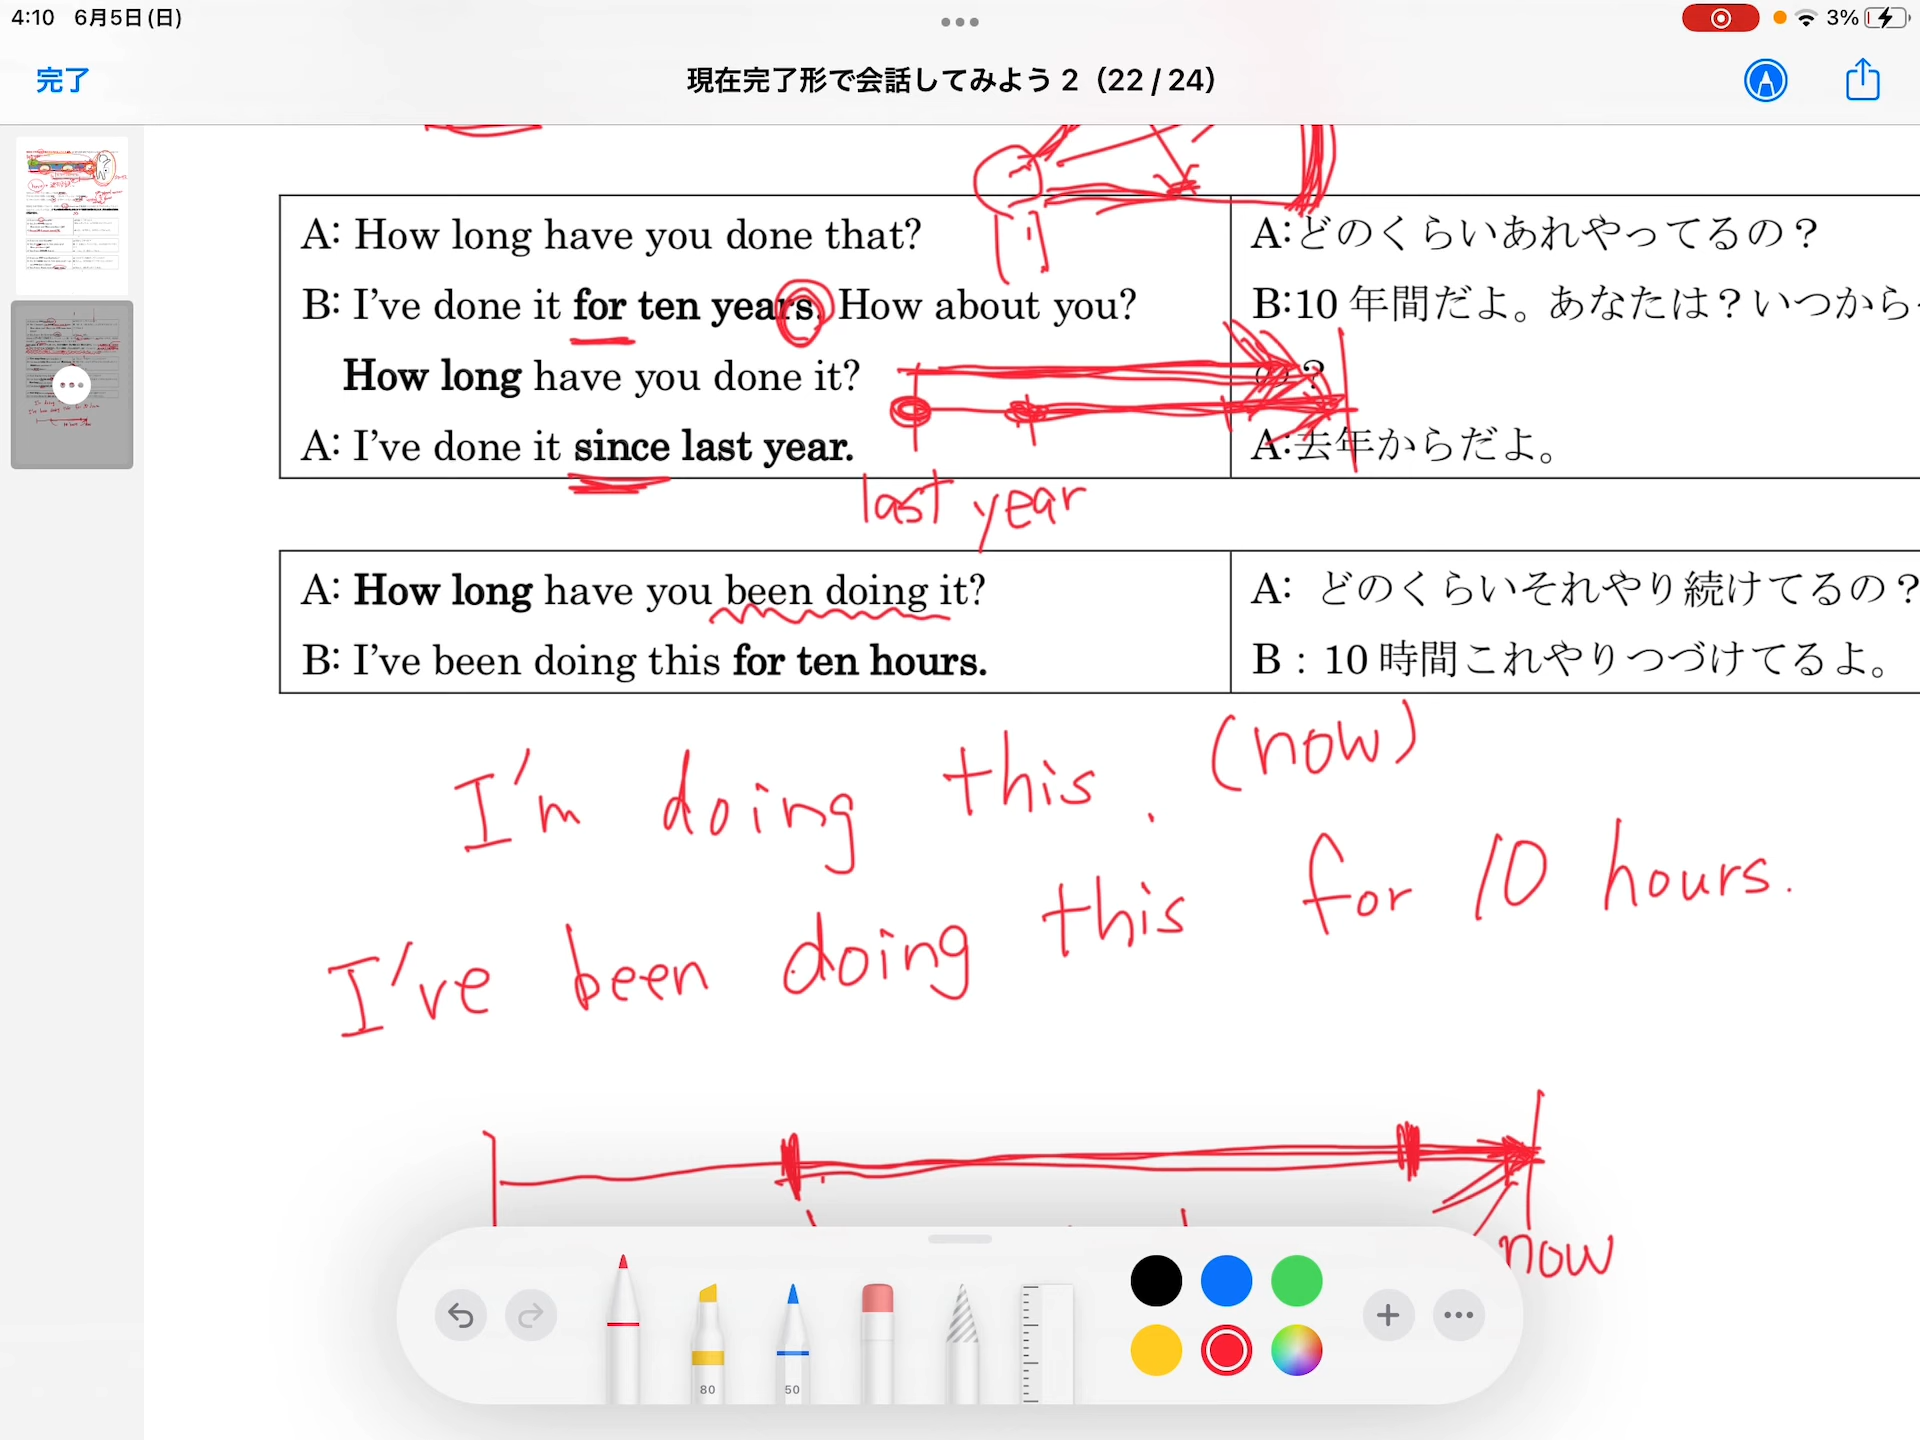 4:10 6月5日(日)
3%
完了
現在完了形で会話してみよう 2（22 / 24）
A: How long have you done that?
B: I've done it for ten years. How about you?
How long have you done it?
A: I've done it since last year.
A:どのくらいあれやってるの？
B:10 年間だよ。あなたは？いつから
の？
A:去年からだよ。
last year
A: How long have you been doing it?
B: I've been doing this for ten hours.
A: どのくらいそれやり続けてるの？
B : 10 時間これやりつづけてるよ。
I'm doing this. (now)
I've been doing this for 10 hours.
now
80
50